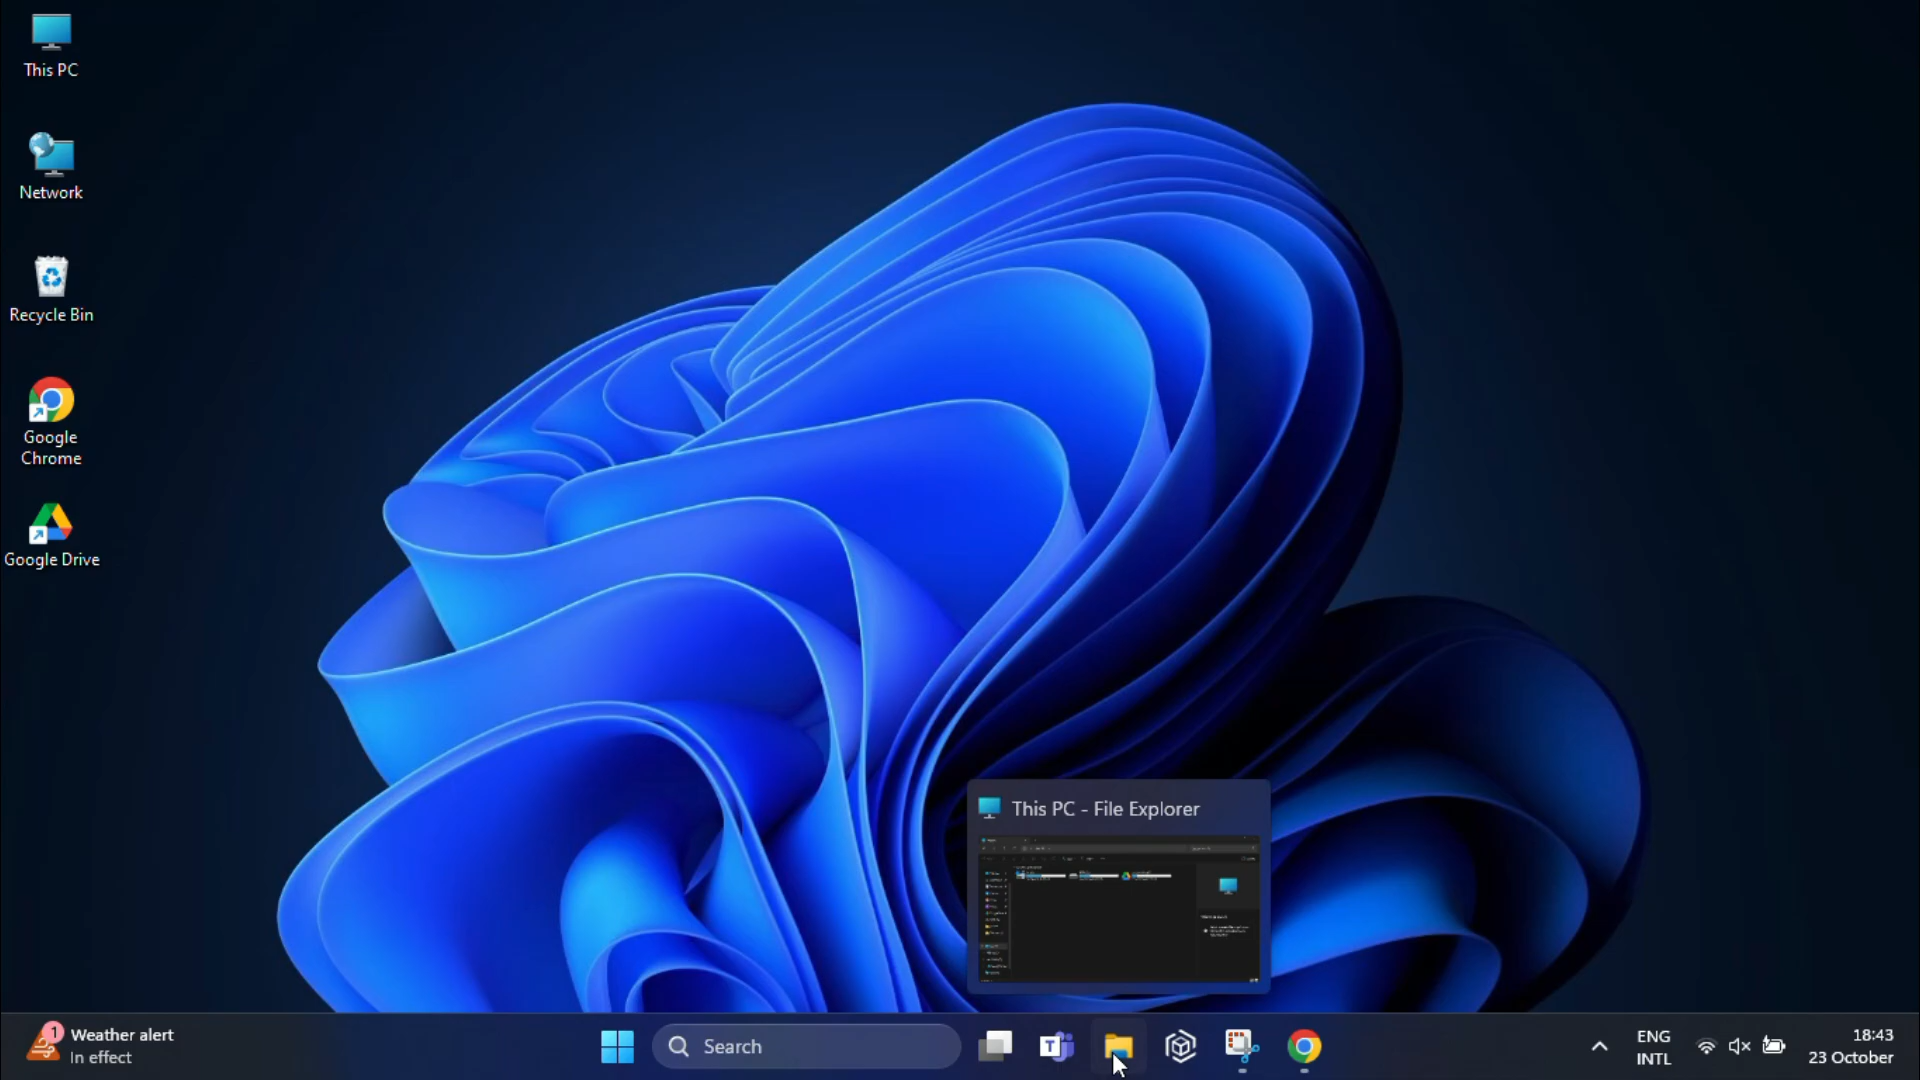 This PC
Network
Recycle Bin
Google
Chrome
Google Drive
This PC - File Explorer
1
Weather alert
In effect
Search
T
ENG
INTL
18:43
23 October